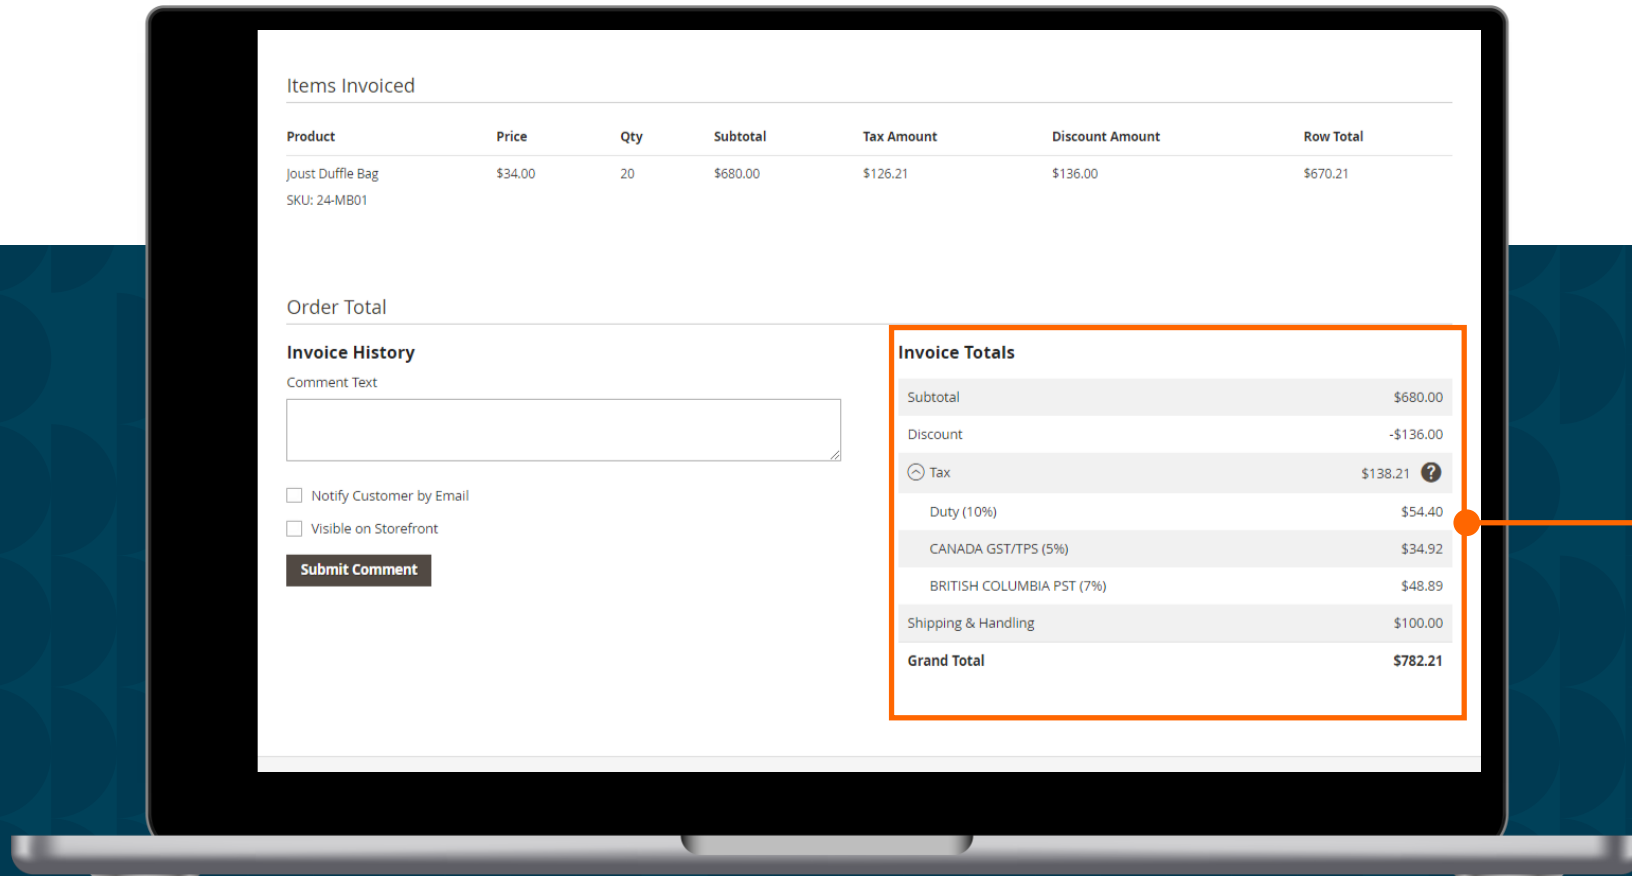 Items Invoiced
Product Price Qty Subtotal Tax Amount Discount Amount Row Total
Joust Duffle Bag $34.00 20 $680.00 $126.21 $136.00 $670.21
SKU: 24-MB01
Order Total
Invoice History
Comment Text
Notify Customer by Email
Visible on Storefront
Submit Comment
Invoice Totals
Subtotal $680.00
Discount -$136.00
Tax $138.21 ?
Duty (10%) $54.40
CANADA GST/TPS (5%) $34.92
BRITISH COLUMBIA PST (7%) $48.89
Shipping & Handling $100.00
Grand Total $782.21